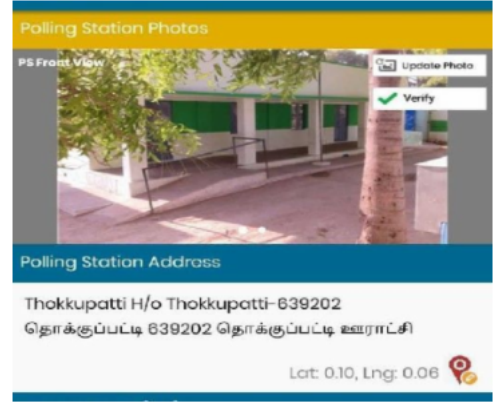 Polling Station Photos
PS Front View
Update Photo
Verify
Polling Station Address
Thokkupatti H/o Thokkupatti-639202
தொக்குப்பட்டி 639202 தொக்குப்பட்டி ஊராட்சி
Lat: 0.10, Lng: 0.06